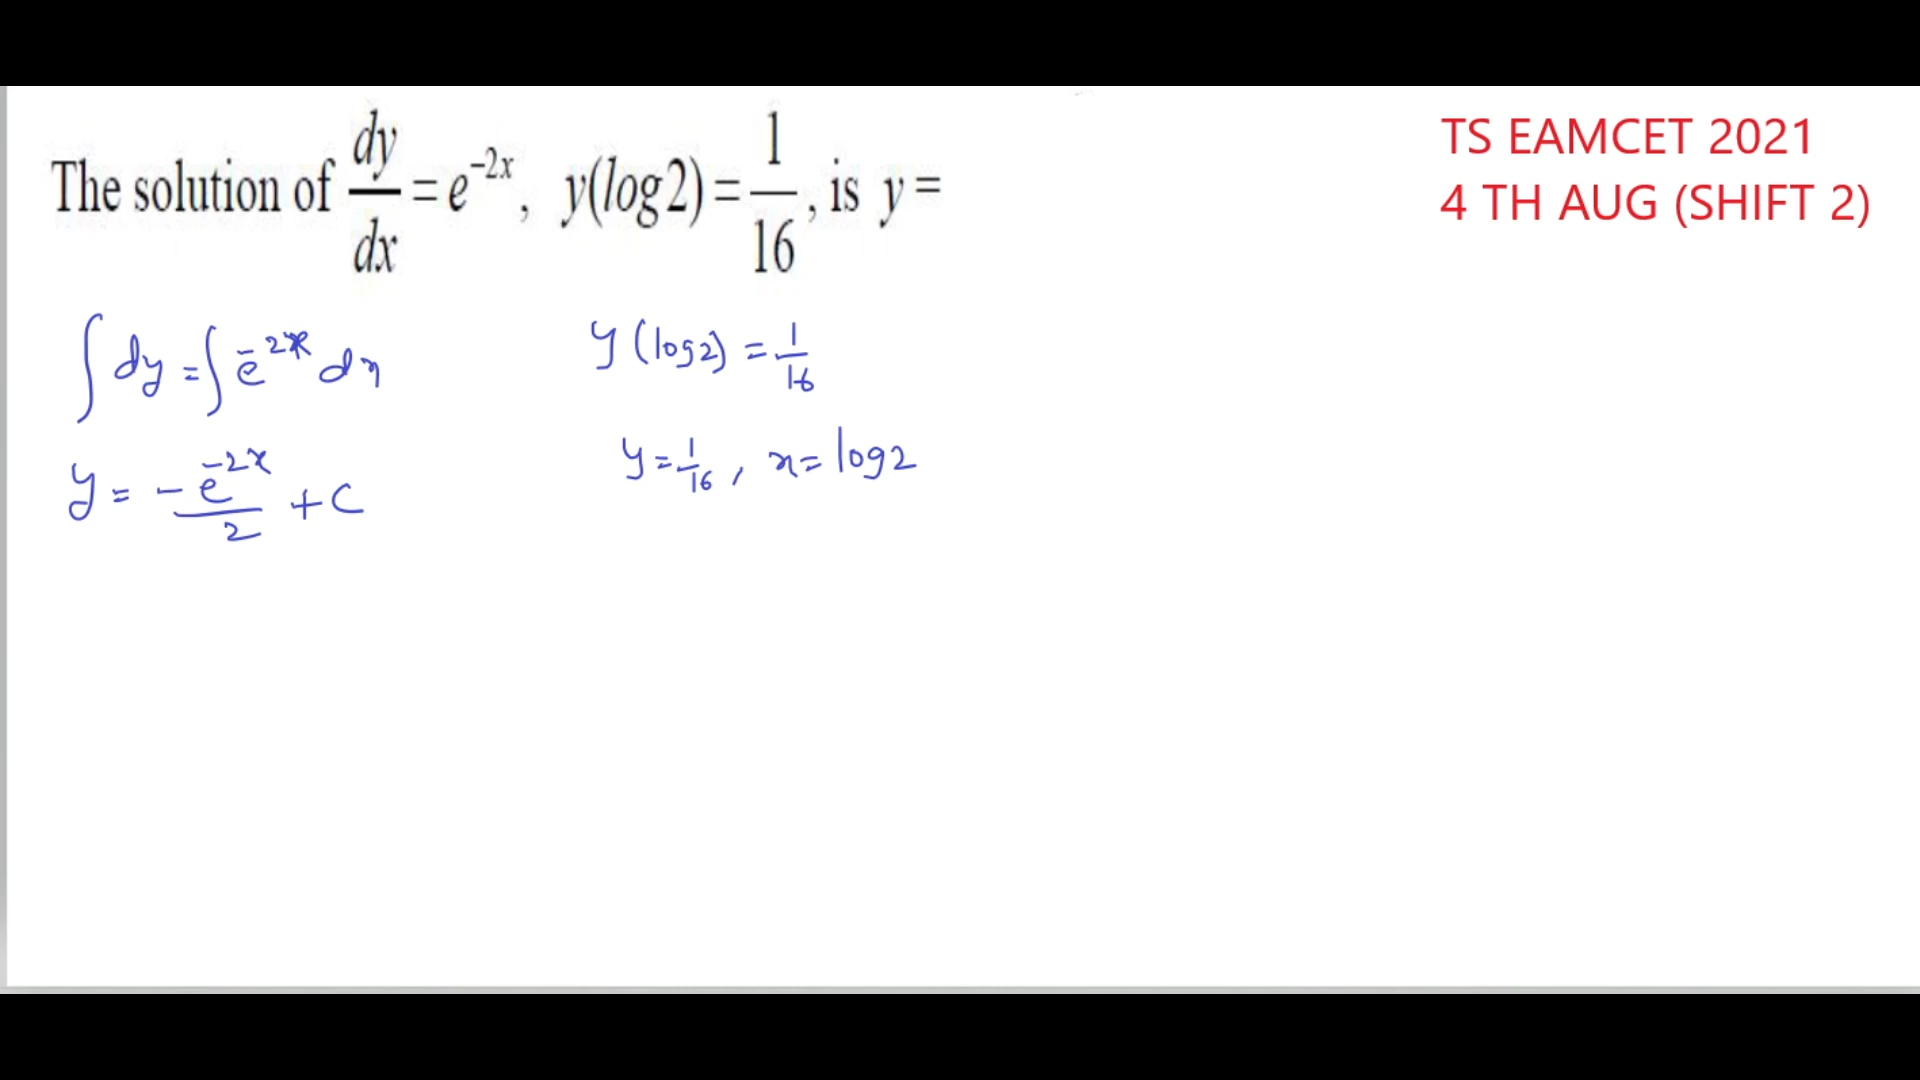 The solution of dy/dx = e^{-2x}, y(log2) = 1/16, is y =
TS EAMCET 2021
4 TH AUG (SHIFT 2)
∫ dy = ∫ e^{-2x} dx
y = -e^{-2x}/2 + c
y (log2) = 1/16
y = 1/16, x = log2